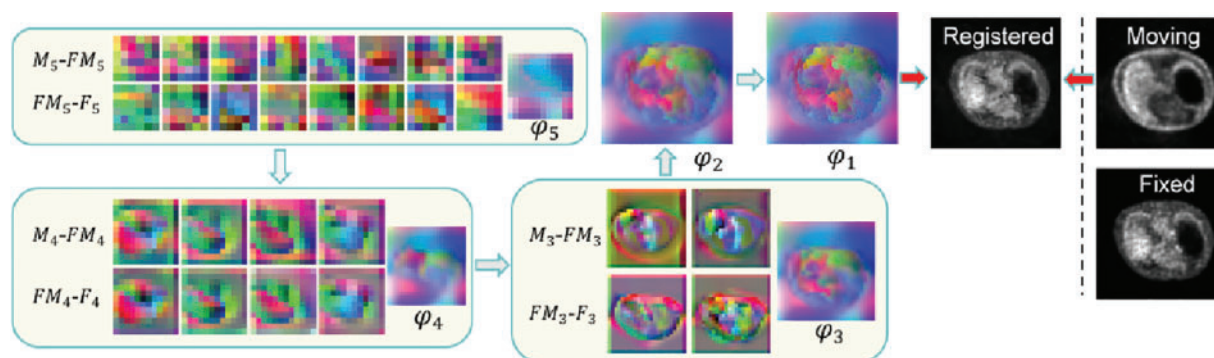 M₅-FM₅
FM₅-F₅
φ₅
M₄-FM₄
FM₄-F₄
φ₄
M₃-FM₃
FM₃-F₃
φ₃
φ₂
φ₁
Registered
Moving
Fixed